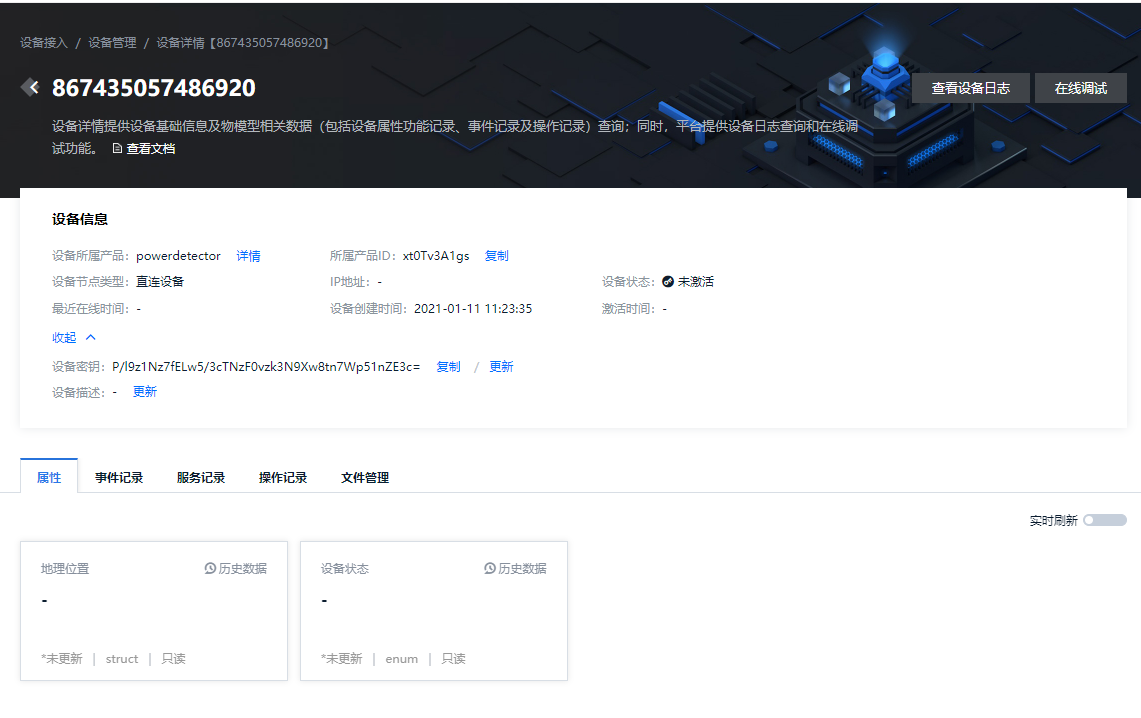 设备接入 / 设备管理 / 设备详情【867435057486920】
867435057486920
查看设备日志 在线调试
设备详情提供设备基础信息及物模型相关数据（包括设备属性功能记录、事件记录及操作记录）查询；同时，平台提供设备日志查询和在线调
试功能。 查看文档
设备信息
设备所属产品： powerdetector 详情 所属产品ID： xt0Tv3A1gs 复制
设备节点类型： 直连设备 IP地址： - 设备状态： 未激活
最近在线时间： - 设备创建时间： 2021-01-11 11:23:35 激活时间： -
收起
设备密钥： P/l9z1Nz7fELw5/3cTNzF0vzk3N9Xw8tn7Wp51nZE3c= 复制 / 更新
设备描述： - 更新
属性 事件记录 服务记录 操作记录 文件管理
实时刷新
地理位置 历史数据
-
*未更新 | struct | 只读
设备状态 历史数据
-
*未更新 | enum | 只读